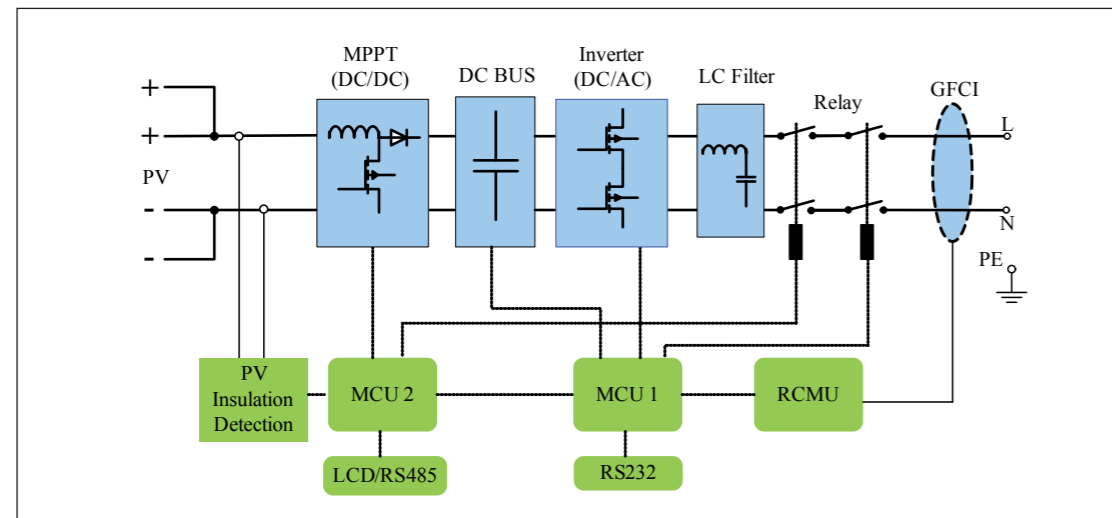 MPPT
(DC/DC)
DC BUS
Inverter
(DC/AC)
LC Filter
Relay
GFCI
+
+
PV
-
-
L
N
PE
PV
Insulation
Detection
MCU 2
MCU 1
RCMU
LCD/RS485
RS232